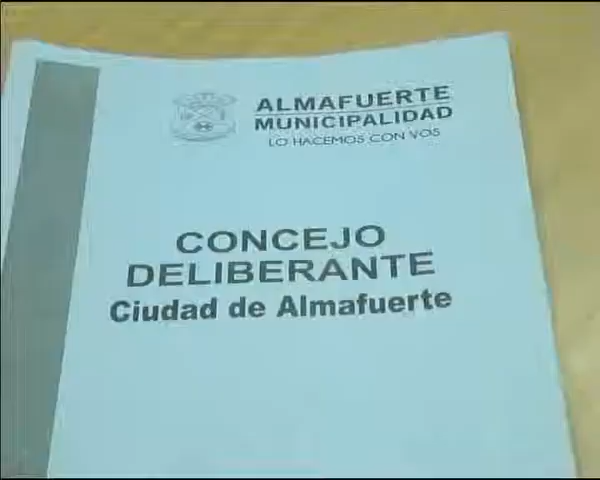 ALMAFUERTE
MUNICIPALIDAD
LO HACEMOS CON VOS
CONCEJO
DELIBERANTE
Ciudad de Almafuerte